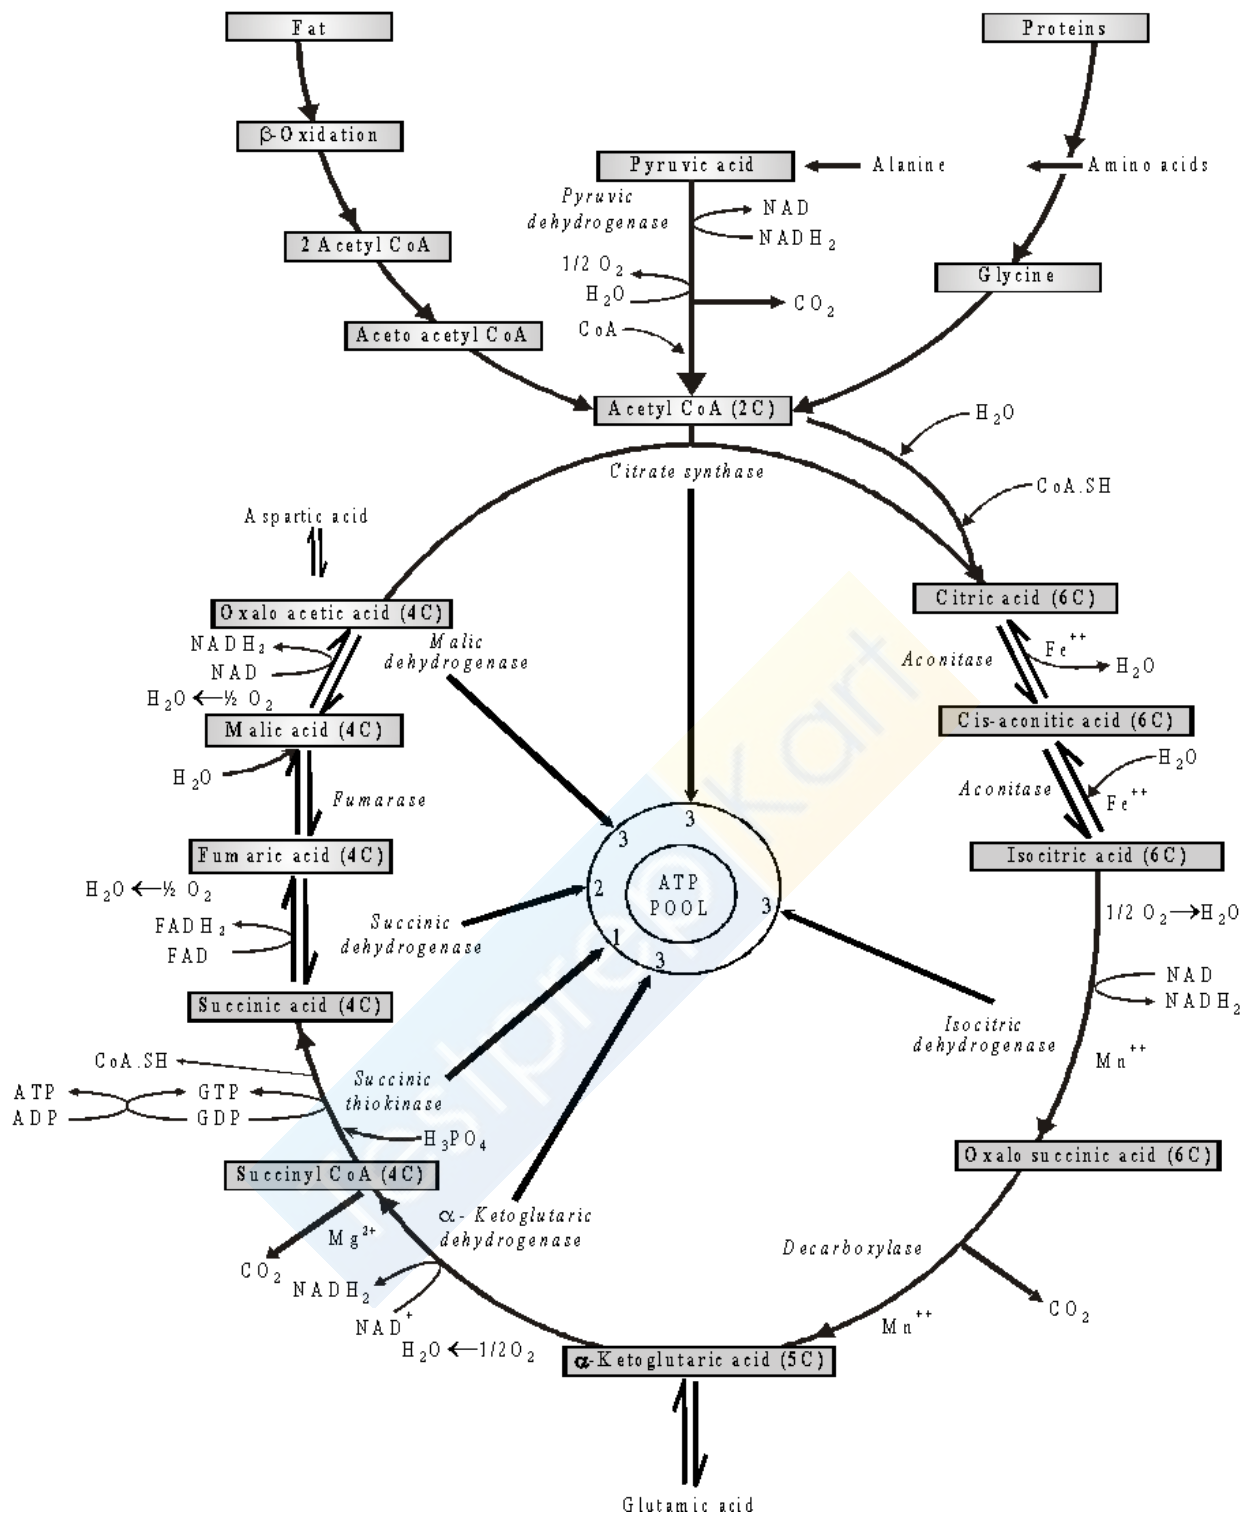 Fat
Proteins
β-Oxidation
Pyruvic acid
Alanine
Amino acids
Pyruvic
dehydrogenase
NAD
NADH2
2 Acetyl CoA
1/2 O2
H2O
CO2
Glycine
CoA
Aceto acetyl CoA
Acetyl CoA (2C)
H2O
Citrate synthase
CoA.SH
Aspartic acid
Oxalo acetic acid (4C)
Citric acid (6C)
NADH2
NAD
Malic
dehydrogenase
Aconitase
Fe++
H2O
H2O ←½ O2
Malic acid (4C)
Cis-aconitic acid (6C)
H2O
Fumarase
Aconitase
H2O
Fe++
Fumaric acid (4C)
3
3
Isocitric acid (6C)
H2O ←½ O2
2
ATP
POOL
3
1/2 O2→H2O
FADH2
FAD
Succinic
dehydrogenase
1
3
NAD
NADH2
Succinic acid (4C)
Isocitric
dehydrogenase
Mn++
CoA.SH
ATP
ADP
GTP
GDP
Succinic
thiokinase
H3PO4
Succinyl CoA (4C)
Oxalo succinic acid (6C)
Mg2+
α- Ketoglutaric
dehydrogenase
Decarboxylase
CO2
NADH2
NAD+
CO2
Mn++
H2O ←1/2O2
α-Ketoglutaric acid (5C)
Glutamic acid
Testprep Kart